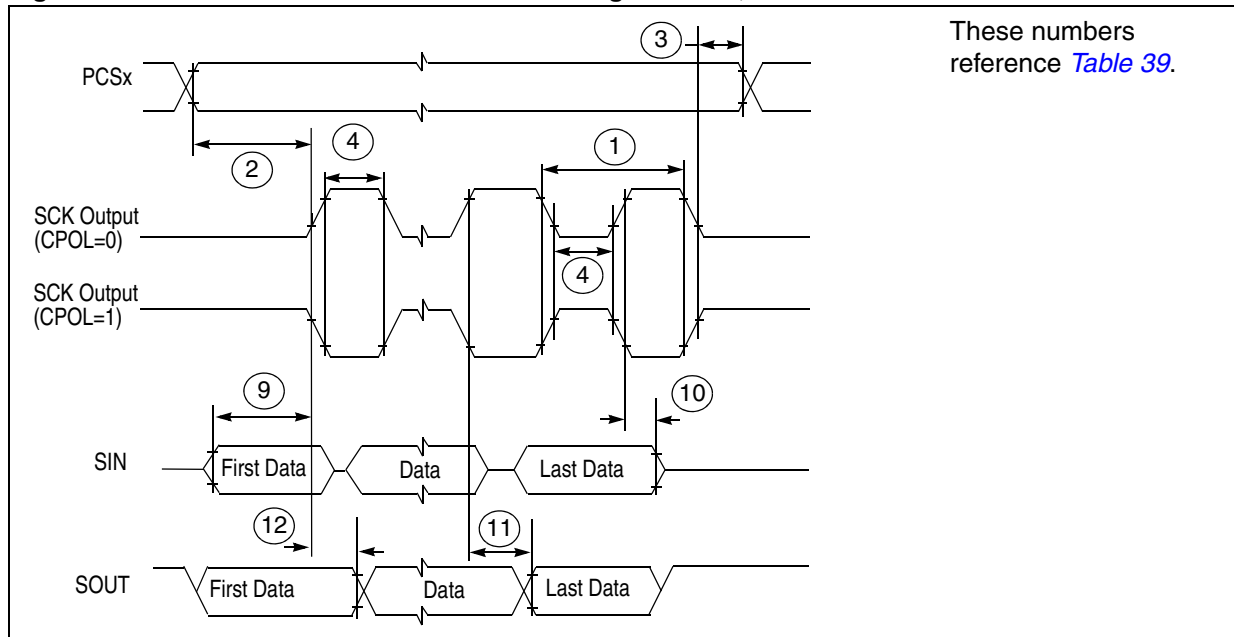 These numbers
reference Table 39.
3
PCSx
2
4
1
SCK Output
(CPOL=0)
4
SCK Output
(CPOL=1)
9
10
SIN
First Data
Data
Last Data
12
11
SOUT
First Data
Data
Last Data